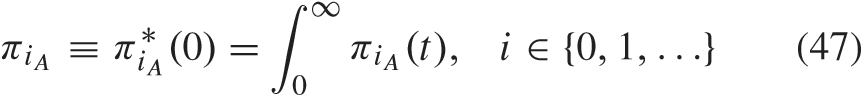 π_{i_A} ≡ π^*_{i_A}(0) = ∫_0^∞ π_{i_A}(t), i ∈ {0, 1, . . .} (47)